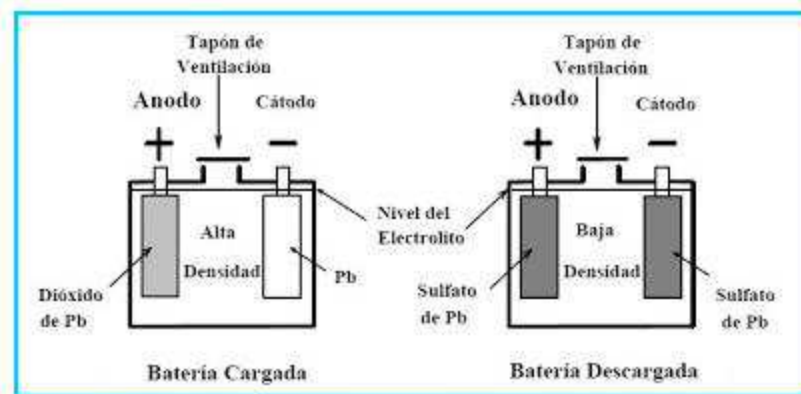 Tapón de
Ventilación
Anodo
Cátodo
+
−
Alta
Densidad
Dióxido
de Pb
Pb
Batería Cargada
Nivel del
Electrolito
Tapón de
Ventilación
Anodo
Cátodo
+
−
Baja
Densidad
Sulfato
de Pb
Sulfato
de Pb
Batería Descargada